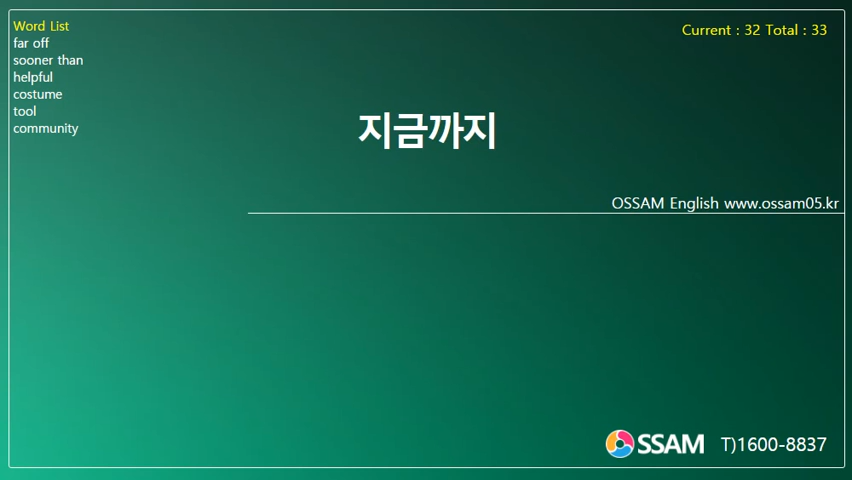 Word List
far off
sooner than
helpful
costume
tool
community
Current : 32 Total : 33
지금까지
OSSAM English www.ossam05.kr
OSSAM T)1600-8837